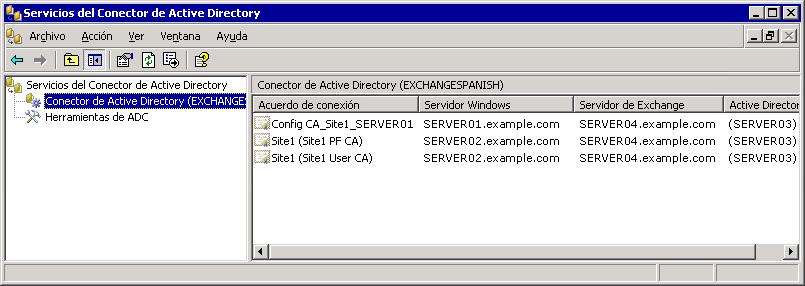 Servicios del Conector de Active Directory
Archivo Acción Ver Ventana Ayuda
Servicios del Conector de Active Directory
Conector de Active Directory (EXCHANGES
Herramientas de ADC
Conector de Active Directory (EXCHANGESPANISH)
Acuerdo de conexión Servidor Windows Servidor de Exchange Active Director
Config CA_Site1_SERVER01 SERVER01.example.com SERVER04.example.com (SERVER03)
Site1 (Site1 PF CA) SERVER02.example.com SERVER04.example.com (SERVER03)
Site1 (Site1 User CA) SERVER02.example.com SERVER04.example.com (SERVER03)